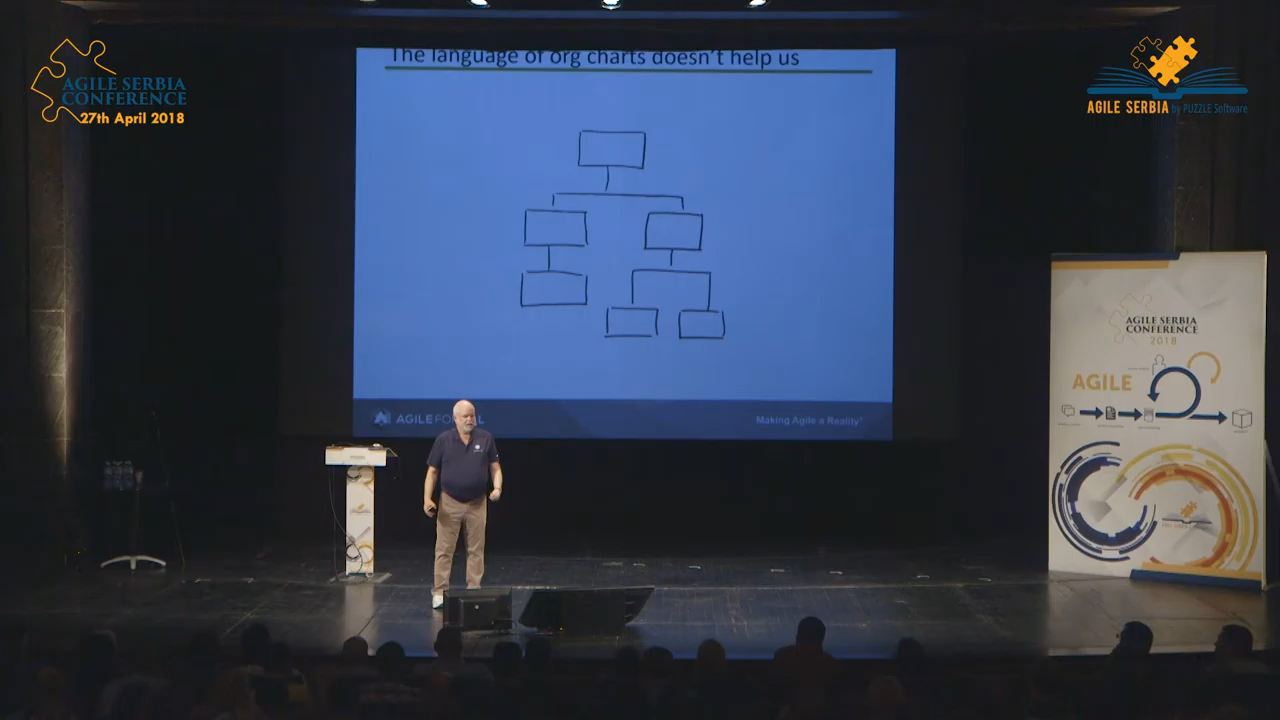 The language of org charts doesn't help us
AGILE SERBIA
CONFERENCE
27th April 2018
AGILE SERBIA by PUZZLE Software
Making Agile a Reality™
AGILE SERBIA
CONFERENCE
2018
AGILE